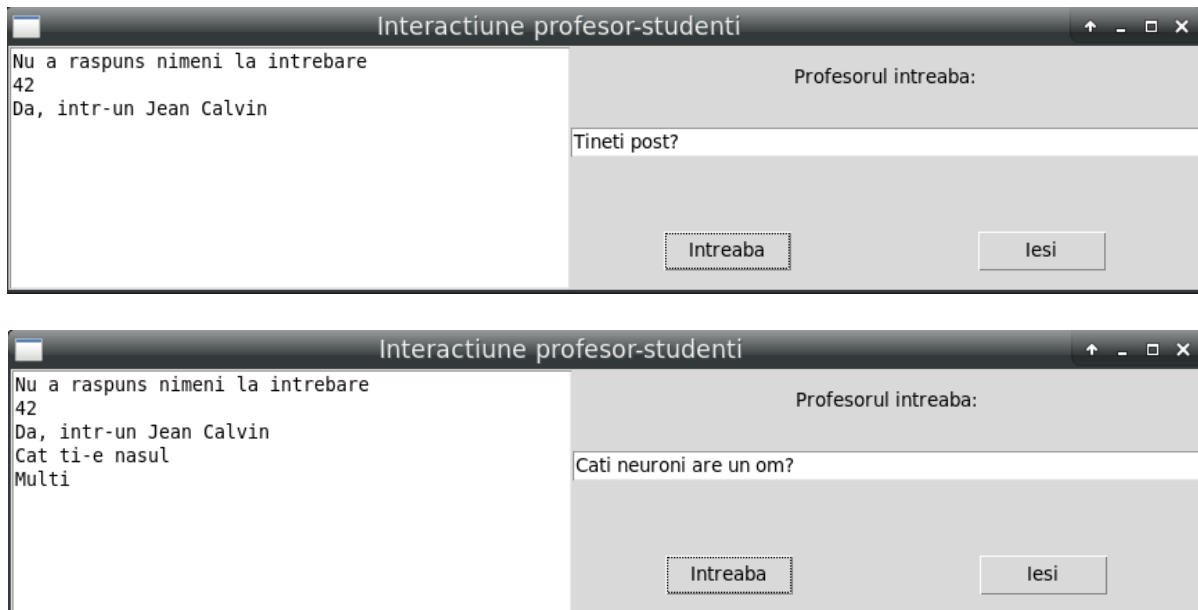 Interactiune profesor-studenti
Nu a raspuns nimeni la intrebare
42
Da, intr-un Jean Calvin
Profesorul intreaba:
Tineti post?
Intreaba
Iesi
Interactiune profesor-studenti
Nu a raspuns nimeni la intrebare
42
Da, intr-un Jean Calvin
Cat ti-e nasul
Multi
Profesorul intreaba:
Cati neuroni are un om?
Intreaba
Iesi